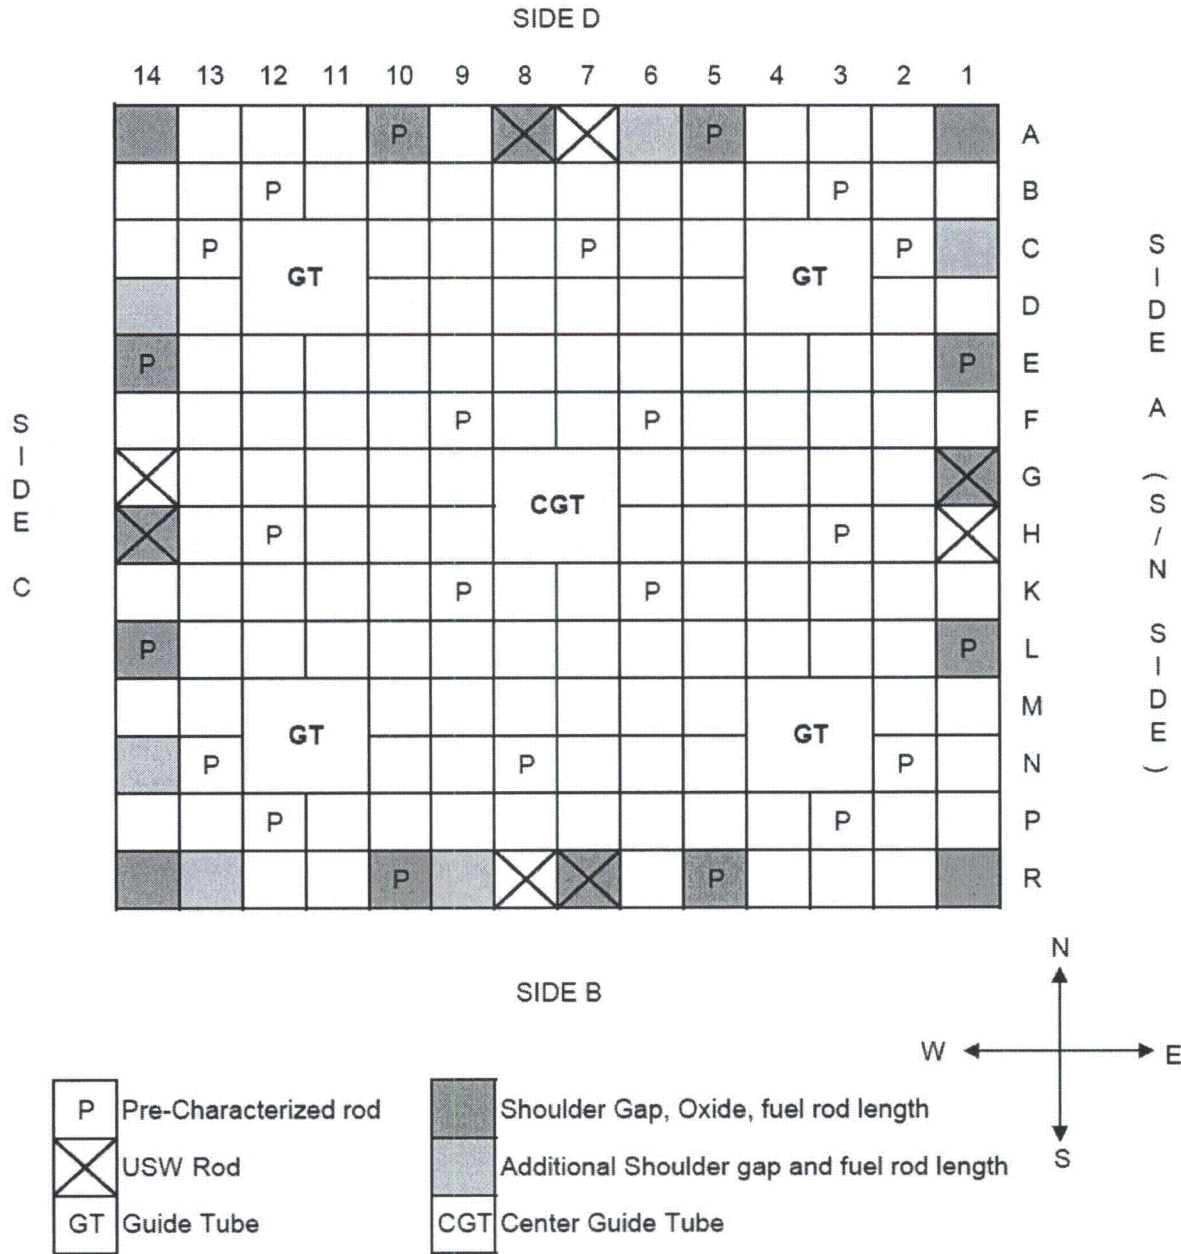 SIDE D
14 13 12 11 10 9 8 7 6 5 4 3 2 1
P P A
P P B
P P P C
GT GT
D
P P E
P P F
G
CGT
P P H
P P K
P P L
M
GT GT
P P P N
P P P
P P R
SIDE C
SIDE A (S/N SIDE)
SIDE B
N
W E
S
P Pre-Characterized rod Shoulder Gap, Oxide, fuel rod length
USW Rod Additional Shoulder gap and fuel rod length
GT Guide Tube CGT Center Guide Tube